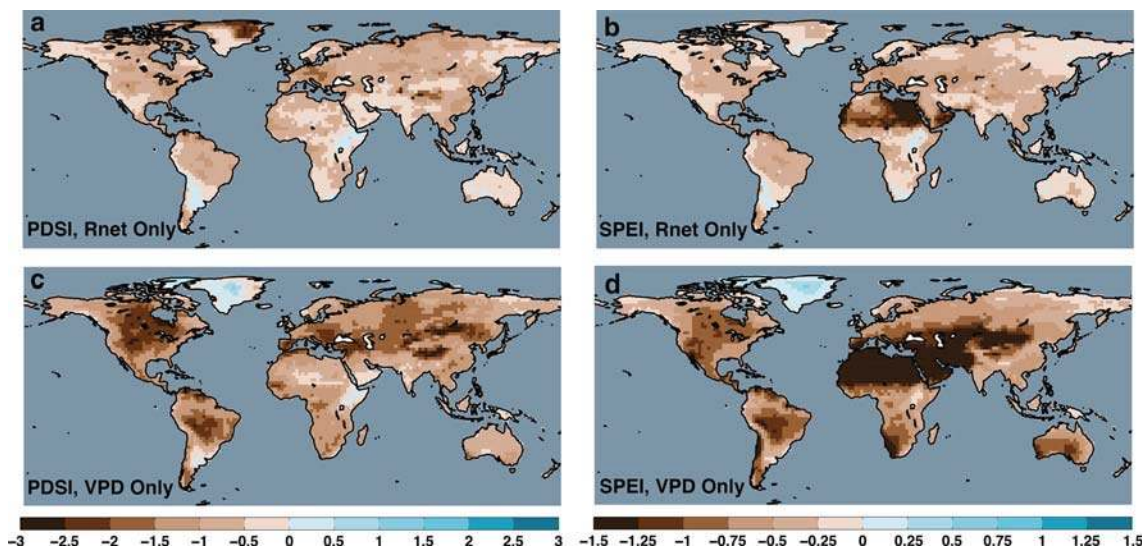 a
PDSI, Rnet Only
b
SPEI, Rnet Only
c
PDSI, VPD Only
d
SPEI, VPD Only
−3 −2.5 −2 −1.5 −1 −0.5 0 0.5 1 1.5 2 2.5 3
−1.5 −1.25 −1 −0.75 −0.5 −0.25 0 0.25 0.5 0.75 1 1.25 1.5